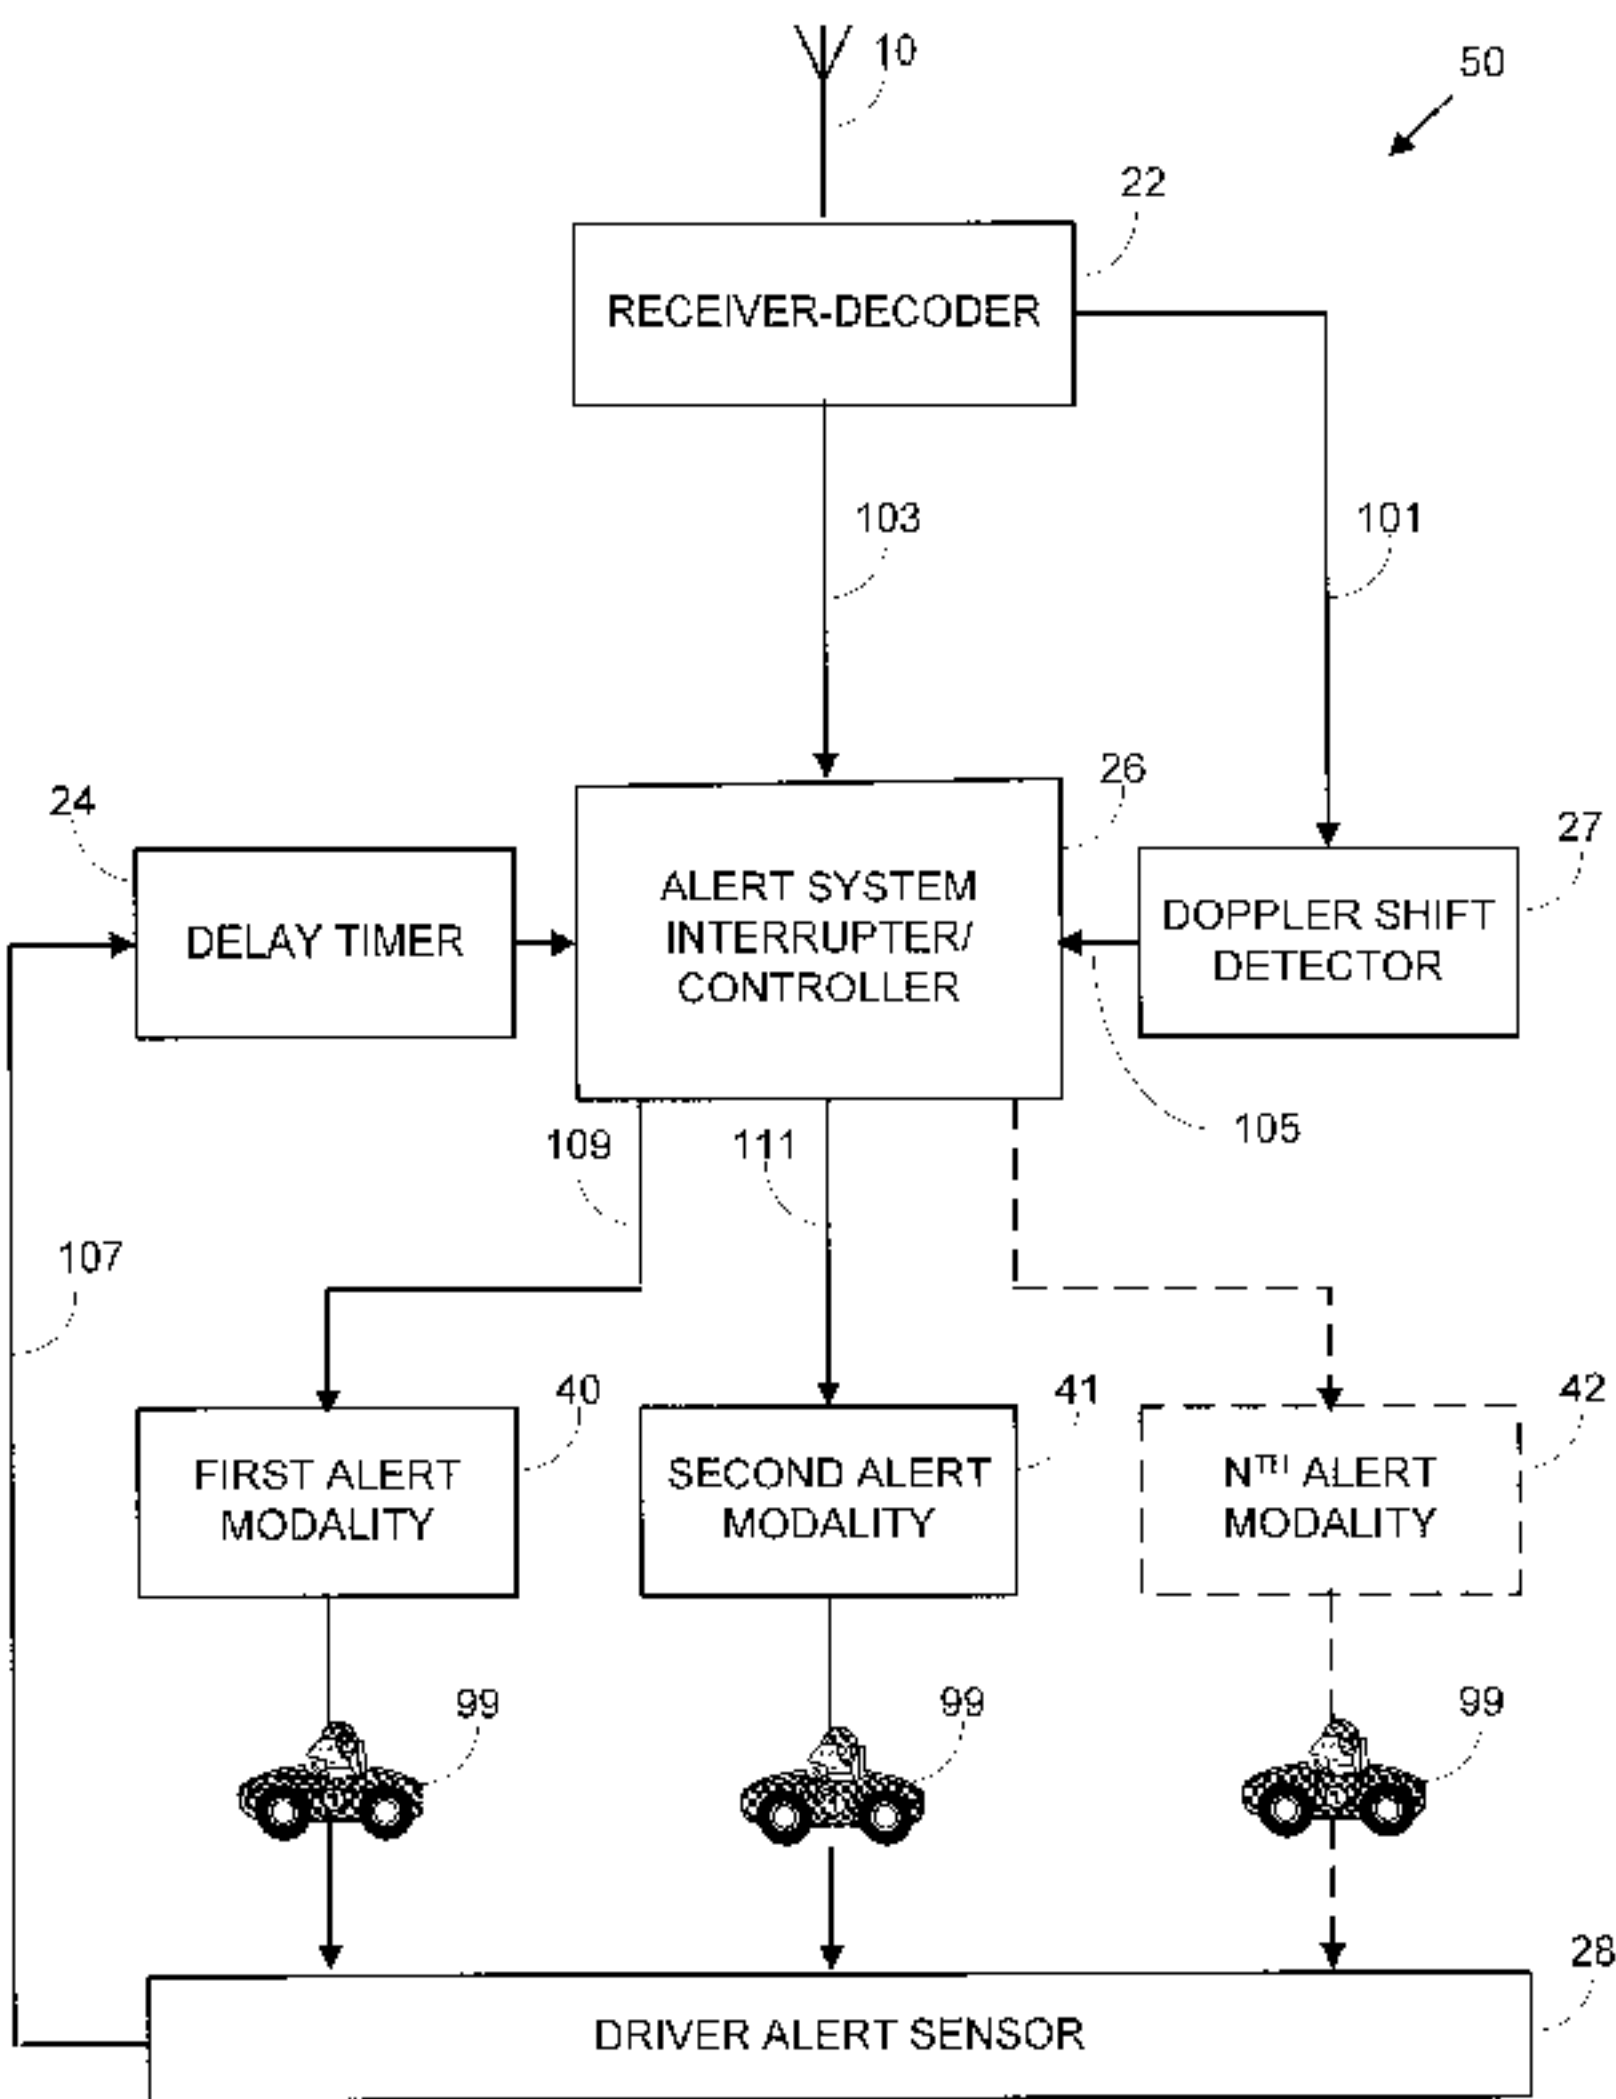 10
50
22
RECEIVER-DECODER
103
101
26
24
27
ALERT SYSTEM
INTERRUPTER/
CONTROLLER
DELAY TIMER
DOPPLER SHIFT
DETECTOR
109
111
105
107
40
41
42
FIRST ALERT
MODALITY
SECOND ALERT
MODALITY
NTH ALERT
MODALITY
99
99
99
28
DRIVER ALERT SENSOR